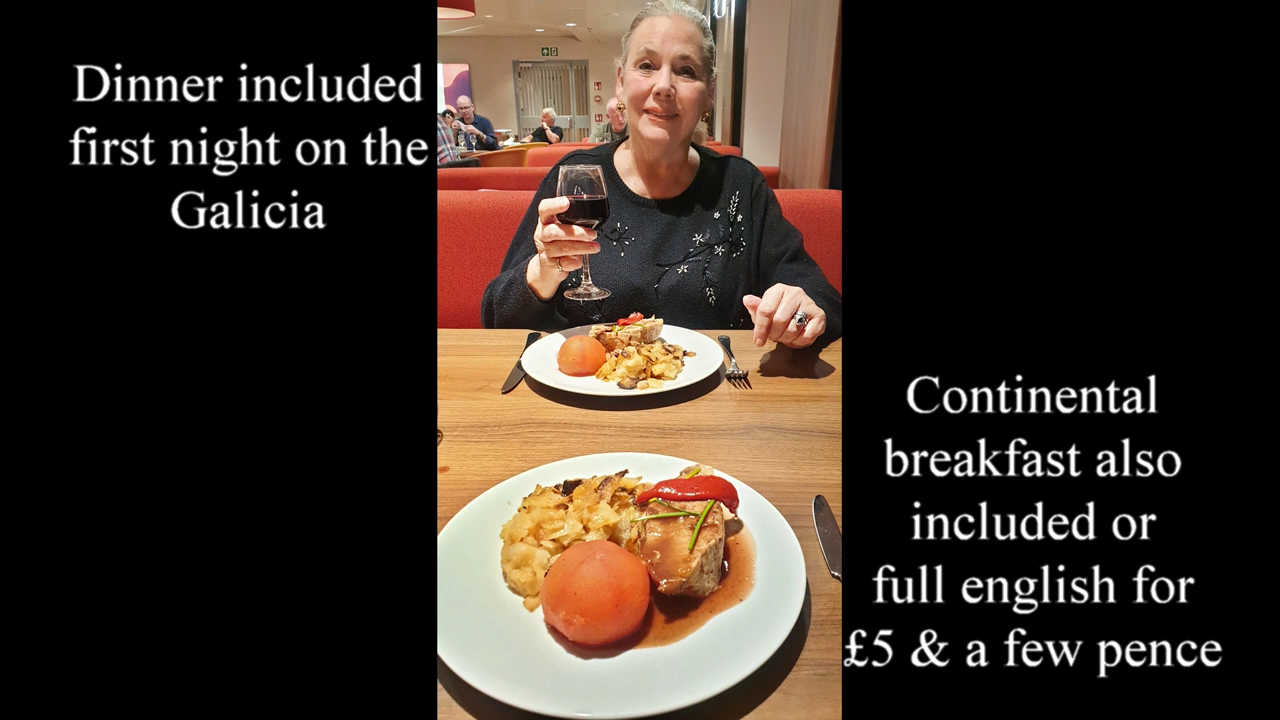 Dinner included
first night on the
Galicia
Continental
breakfast also
included or
full english for
£5 & a few pence